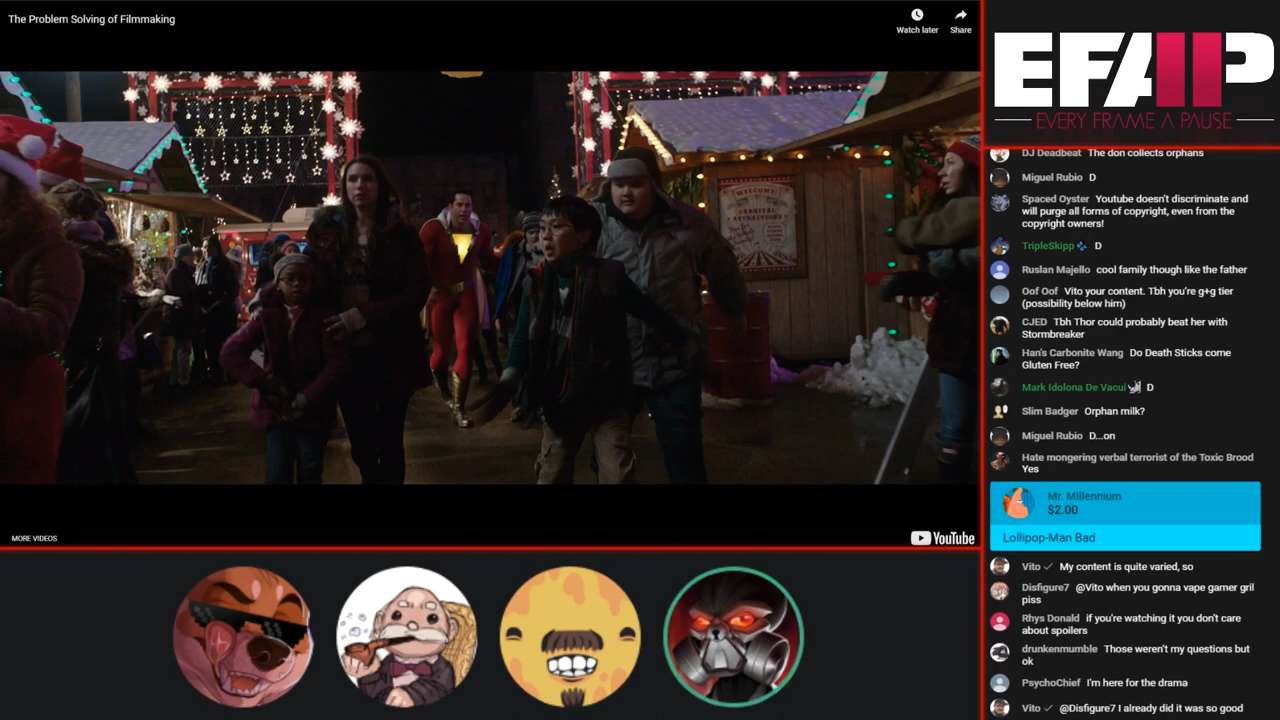 The Problem Solving of Filmmaking
Watch later
Share
WELCOME
CARNIVAL
ATTRACTIONS
MORE VIDEOS
YouTube
EFAP
EVERY FRAME A PAUSE
DJ Deadbeat The don collects orphans
Miguel Rubio D
Spaced Oyster Youtube doesn't discriminate and
will purge all forms of copyright, even from the
copyright owners!
TripleSkipp D
Ruslan Majello cool family though like the father
Oof Oof Vito your content. Tbh you're g+g tier
(possibility below him)
CJED Tbh Thor could probably beat her with
Stormbreaker
Han's Carbonite Wang Do Death Sticks come
Gluten Free?
Mark Idolona De Vacui D
Slim Badger Orphan milk?
Miguel Rubio D...on
Hate mongering verbal terrorist of the Toxic Brood
Yes
Mr. Millennium
$2.00
Lollipop-Man Bad
Vito My content is quite varied, so
Disfigure7 @Vito when you gonna vape gamer gril
piss
Rhys Donald if you're watching it you don't care
about spoilers
drunkenmumble Those weren't my questions but
ok
PsychoChief I'm here for the drama
Vito @Disfigure7 I already did it was so good